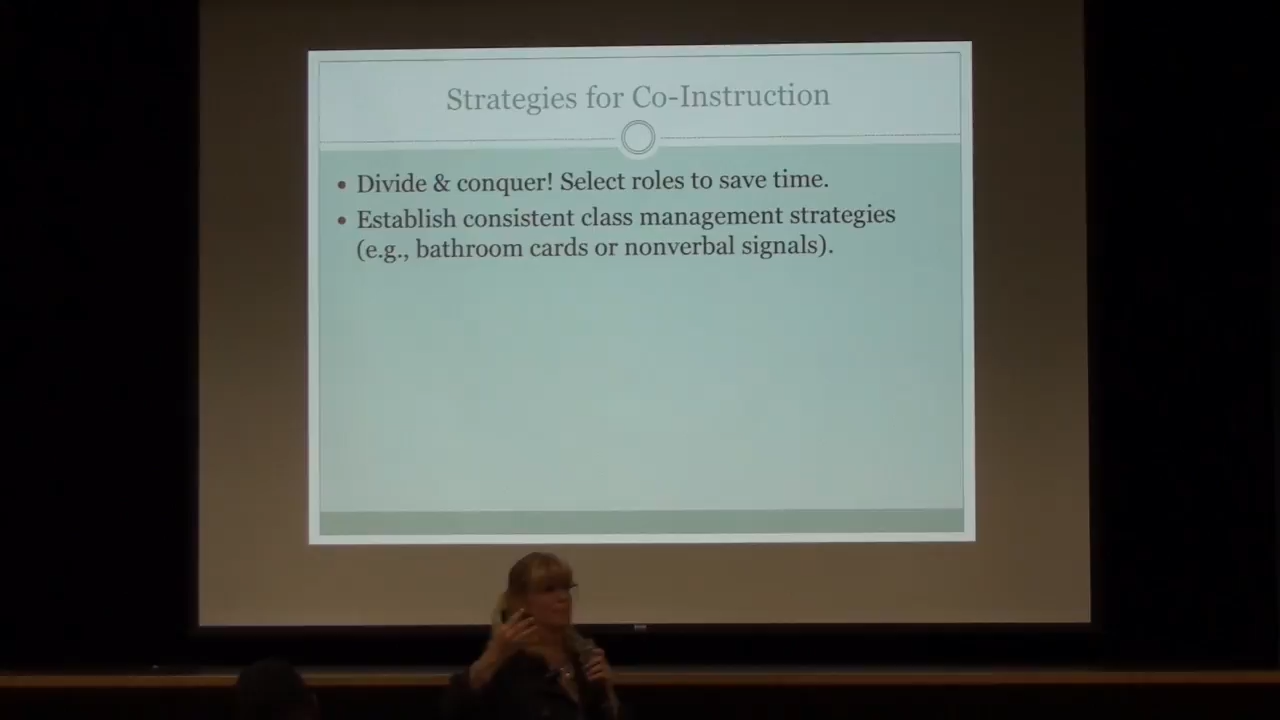 Strategies for Co-Instruction
• Divide & conquer! Select roles to save time.
• Establish consistent class management strategies
(e.g., bathroom cards or nonverbal signals).